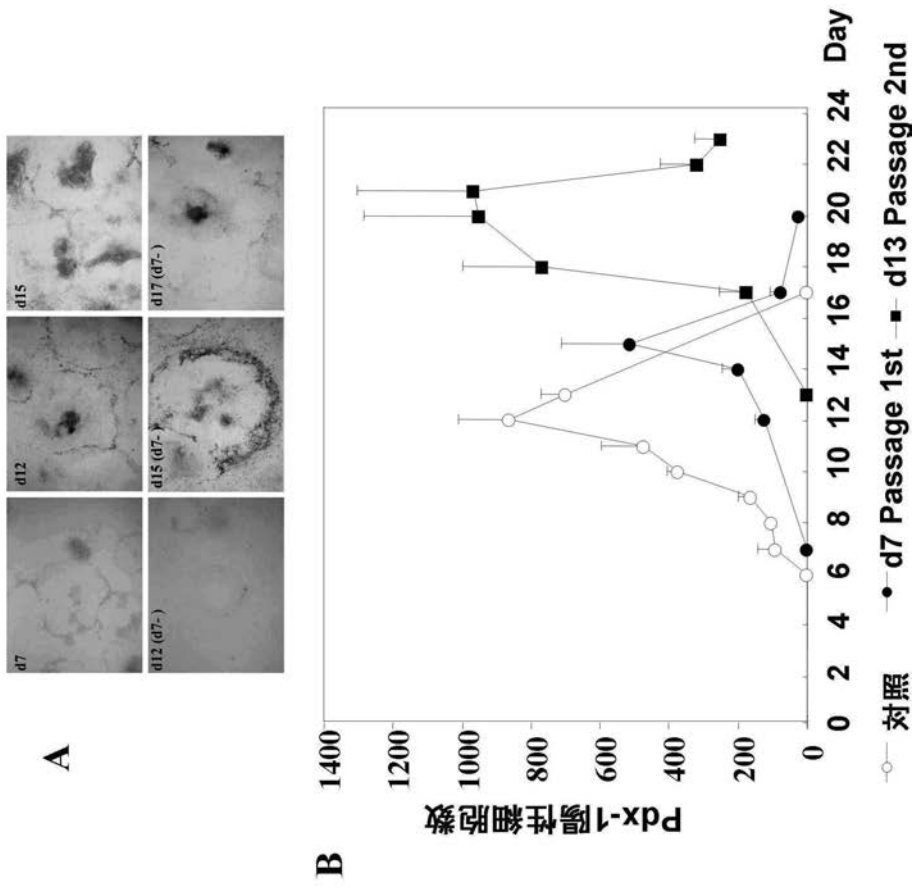 A
d7
d12
d15
d12 (d7-)
d15 (d7-)
d17 (d7-)
B
Pdx-1陽性細胞数
1400
1200
1000
800
600
400
200
0
0 2 4 6 8 10 12 14 16 18 20 22 24 Day
対照 d7 Passage 1st d13 Passage 2nd